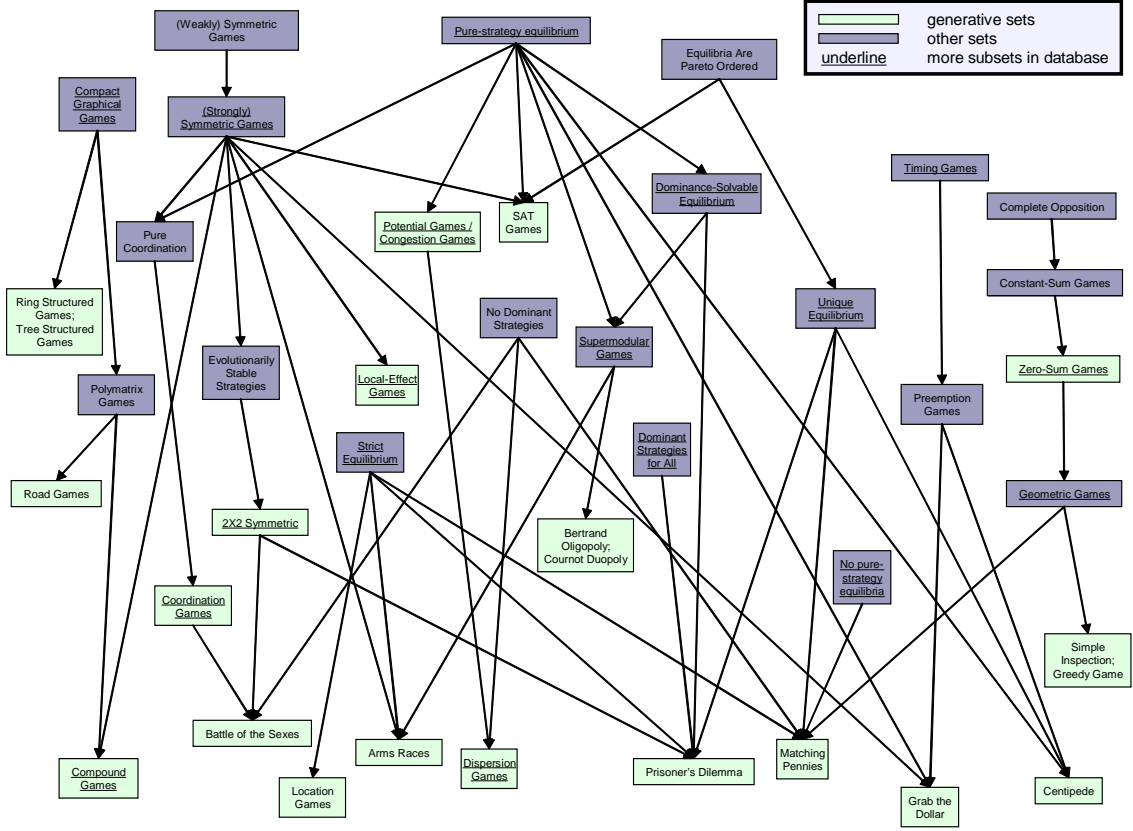 (Weakly) Symmetric
Games
Pure-strategy equilibrium
Equilibria Are
Pareto Ordered
generative sets
other sets
underline more subsets in database
Compact
Graphical
Games
(Strongly)
Symmetric Games
Timing Games
Dominance-Solvable
Equilibrium
Complete Opposition
Pure
Coordination
Potential Games /
Congestion Games
SAT
Games
Constant-Sum Games
Ring Structured
Games;
Tree Structured
Games
No Dominant
Strategies
Unique
Equilibrium
Supermodular
Games
Evolutionarily
Stable
Strategies
Zero-Sum Games
Local-Effect
Games
Polymatrix
Games
Preemption
Games
Strict
Equilibrium
Dominant
Strategies
for All
Road Games
Geometric Games
2X2 Symmetric
Bertrand
Oligopoly;
Cournot Duopoly
No pure-
strategy
equilibria
Coordination
Games
Simple
Inspection;
Greedy Game
Battle of the Sexes
Arms Races
Matching
Pennies
Compound
Games
Dispersion
Games
Prisoner's Dilemma
Location
Games
Centipede
Grab the
Dollar